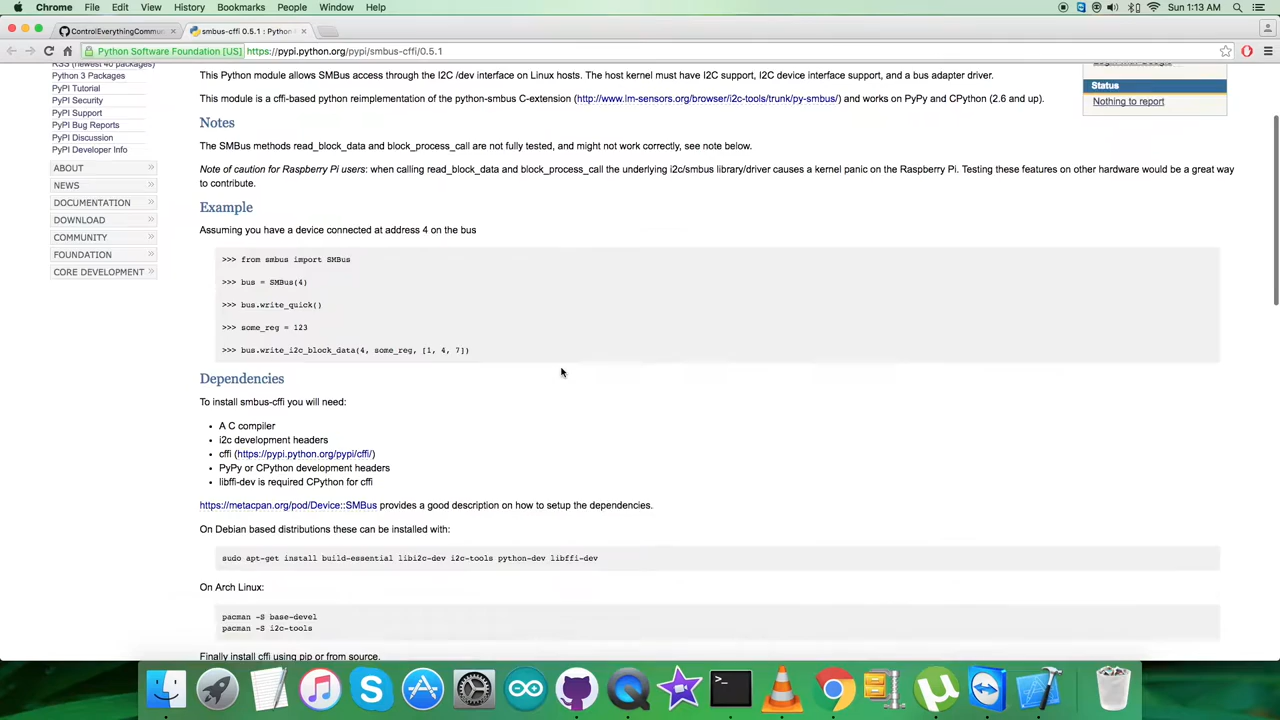 Chrome File Edit View History Bookmarks People Window Help Sun 1:13 AM
ControlEverythingCommun smbus-cffi 0.5.1 : Python
Python Software Foundation [US] https://pypi.python.org/pypi/smbus-cffi/0.5.1
RSS (newest 40 packages)
Python 3 Packages
PyPI Tutorial
PyPI Security
PyPI Support
PyPI Bug Reports
PyPI Discussion
PyPI Developer Info
ABOUT
NEWS
DOCUMENTATION
DOWNLOAD
COMMUNITY
FOUNDATION
CORE DEVELOPMENT
This Python module allows SMBus access through the I2C /dev interface on Linux hosts. The host kernel must have I2C support, I2C device interface support, and a bus adapter driver.
This module is a cffi-based python reimplementation of the python-smbus C-extension (http://www.lm-sensors.org/browser/i2c-tools/trunk/py-smbus/) and works on PyPy and CPython (2.6 and up).
Notes
The SMBus methods read_block_data and block_process_call are not fully tested, and might not work correctly, see note below.
Note of caution for Raspberry Pi users: when calling read_block_data and block_process_call the underlying i2c/smbus library/driver causes a kernel panic on the Raspberry Pi. Testing these features on other hardware would be a great way
to contribute.
Example
Assuming you have a device connected at address 4 on the bus
>>> from smbus import SMBus
>>> bus = SMBus(4)
>>> bus.write_quick()
>>> some_reg = 123
>>> bus.write_i2c_block_data(4, some_reg, [1, 4, 7])
Dependencies
To install smbus-cffi you will need:
• A C compiler
• i2c development headers
• cffi (https://pypi.python.org/pypi/cffi/)
• PyPy or CPython development headers
• libffi-dev is required CPython for cffi
https://metacpan.org/pod/Device::SMBus provides a good description on how to setup the dependencies.
On Debian based distributions these can be installed with:
sudo apt-get install build-essential libi2c-dev i2c-tools python-dev libffi-dev
On Arch Linux:
pacman -S base-devel
pacman -S i2c-tools
Finally install cffi using pip or from source.
Login with Google
Status
Nothing to report